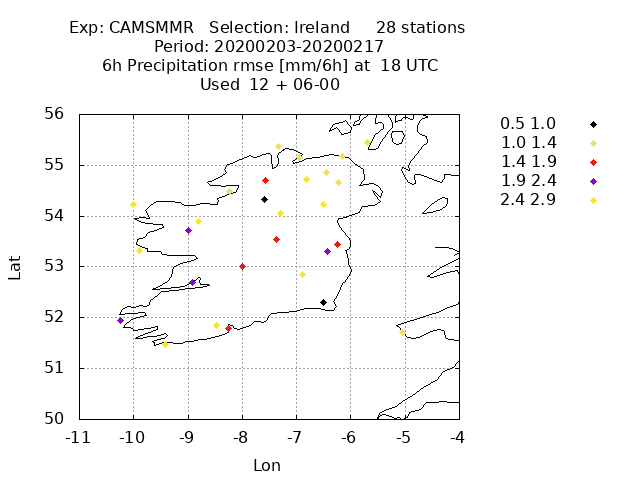 Exp: CAMSMMR   Selection: Ireland     28 stations
Period: 20200203-20200217
6h Precipitation rmse [mm/6h] at  18 UTC
Used  12 + 06-00
0.5 1.0
1.0 1.4
1.4 1.9
1.9 2.4
2.4 2.9
56
55
54
53
52
51
50
Lat
-11 -10 -9 -8 -7 -6 -5 -4
Lon